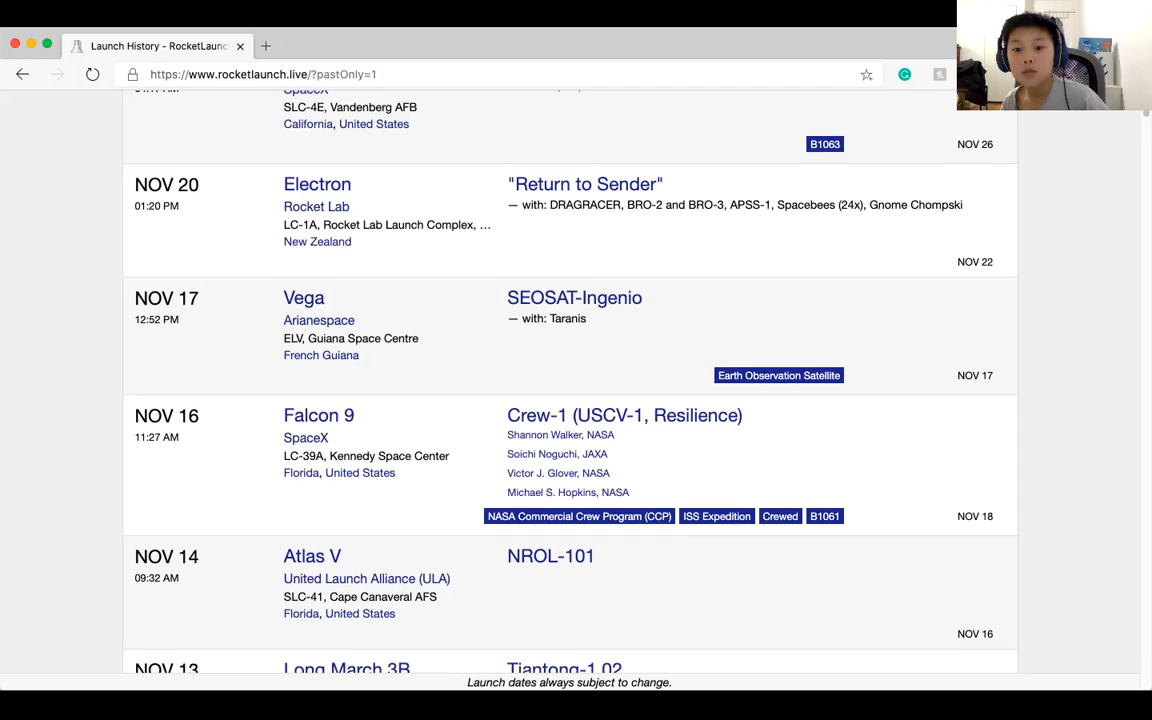 Launch History - RocketLaunc
https://www.rocketlaunch.live/?pastOnly=1
SpaceX
SLC-4E, Vandenberg AFB
California, United States
B1063
NOV 26
NOV 20
01:20 PM
Electron
Rocket Lab
LC-1A, Rocket Lab Launch Complex, …
New Zealand
"Return to Sender"
— with: DRAGRACER, BRO-2 and BRO-3, APSS-1, Spacebees (24x), Gnome Chompski
NOV 22
NOV 17
12:52 PM
Vega
Arianespace
ELV, Guiana Space Centre
French Guiana
SEOSAT-Ingenio
— with: Taranis
Earth Observation Satellite
NOV 17
NOV 16
11:27 AM
Falcon 9
SpaceX
LC-39A, Kennedy Space Center
Florida, United States
Crew-1 (USCV-1, Resilience)
Shannon Walker, NASA
Soichi Noguchi, JAXA
Victor J. Glover, NASA
Michael S. Hopkins, NASA
NASA Commercial Crew Program (CCP) ISS Expedition Crewed B1061
NOV 18
NOV 14
09:32 AM
Atlas V
United Launch Alliance (ULA)
SLC-41, Cape Canaveral AFS
Florida, United States
NROL-101
NOV 16
NOV 13
Long March 3B
Tiantong-1 02
Launch dates always subject to change.